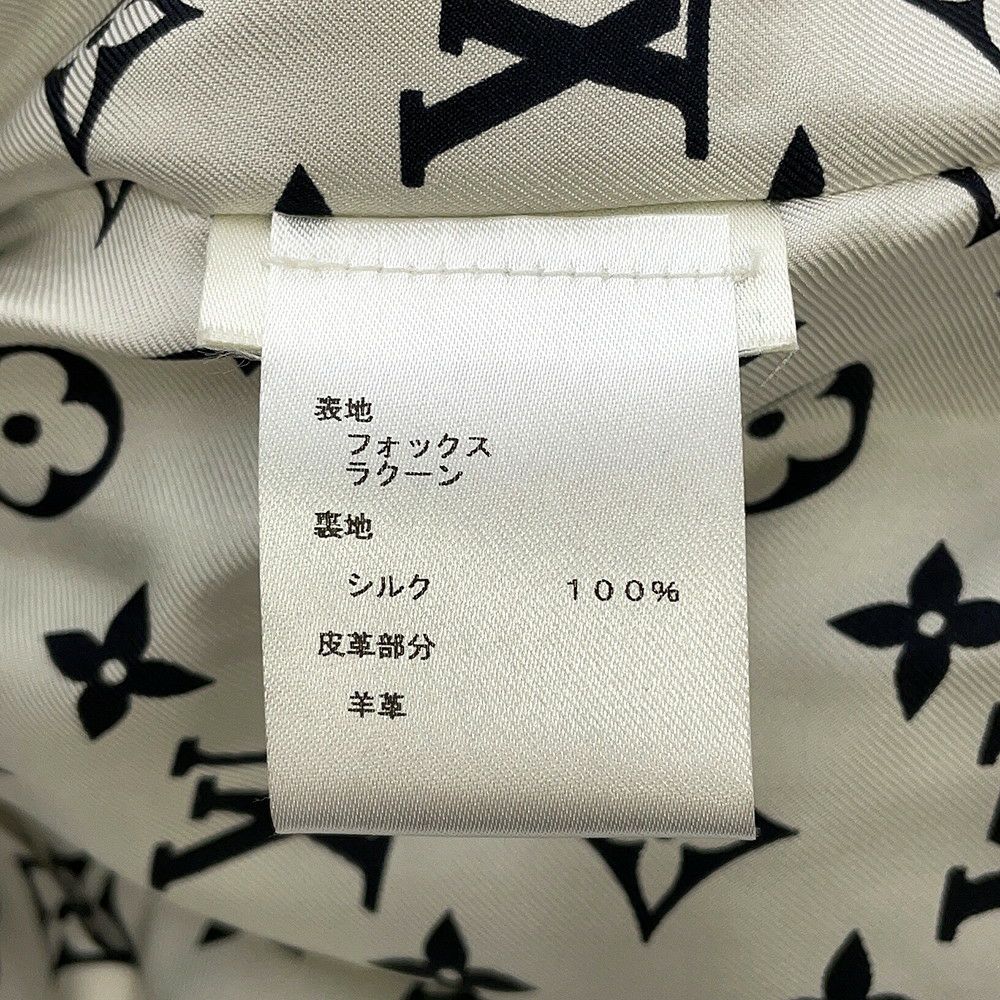 表地
フォックス
ラクーン
裏地
シルク 100%
皮革部分
羊革